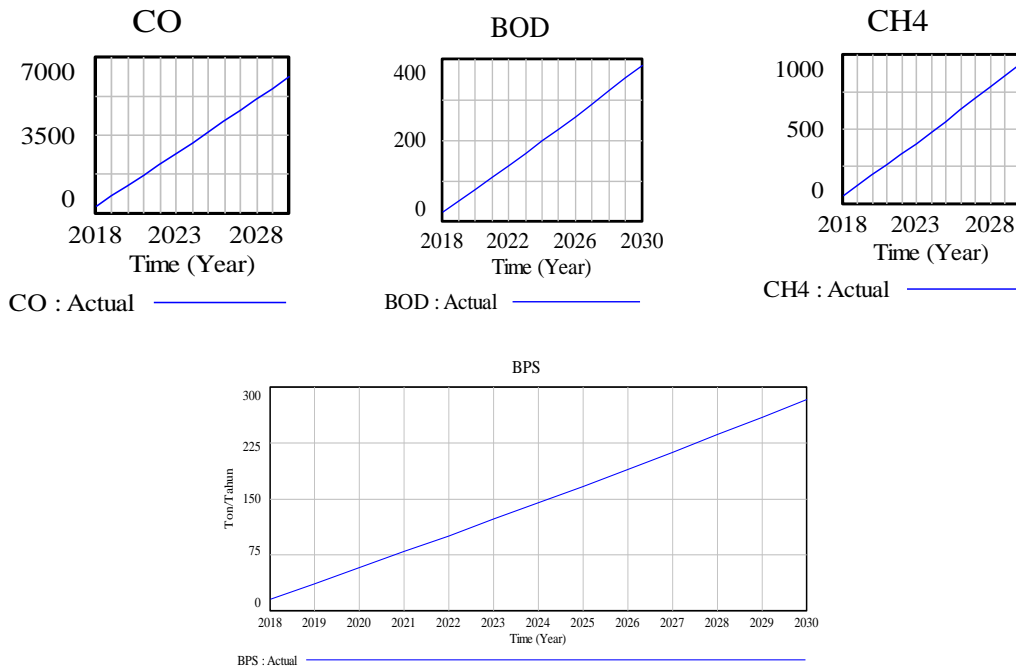 CO
7000
3500
0
2018 2023 2028
Time (Year)
CO : Actual
BOD
400
200
0
2018 2022 2026 2030
Time (Year)
BOD : Actual
CH4
1000
500
0
2018 2023 2028
Time (Year)
CH4 : Actual
BPS
300
225
150
75
0
Ton/Tahun
2018 2019 2020 2021 2022 2023 2024 2025 2026 2027 2028 2029 2030
Time (Year)
BPS : Actual